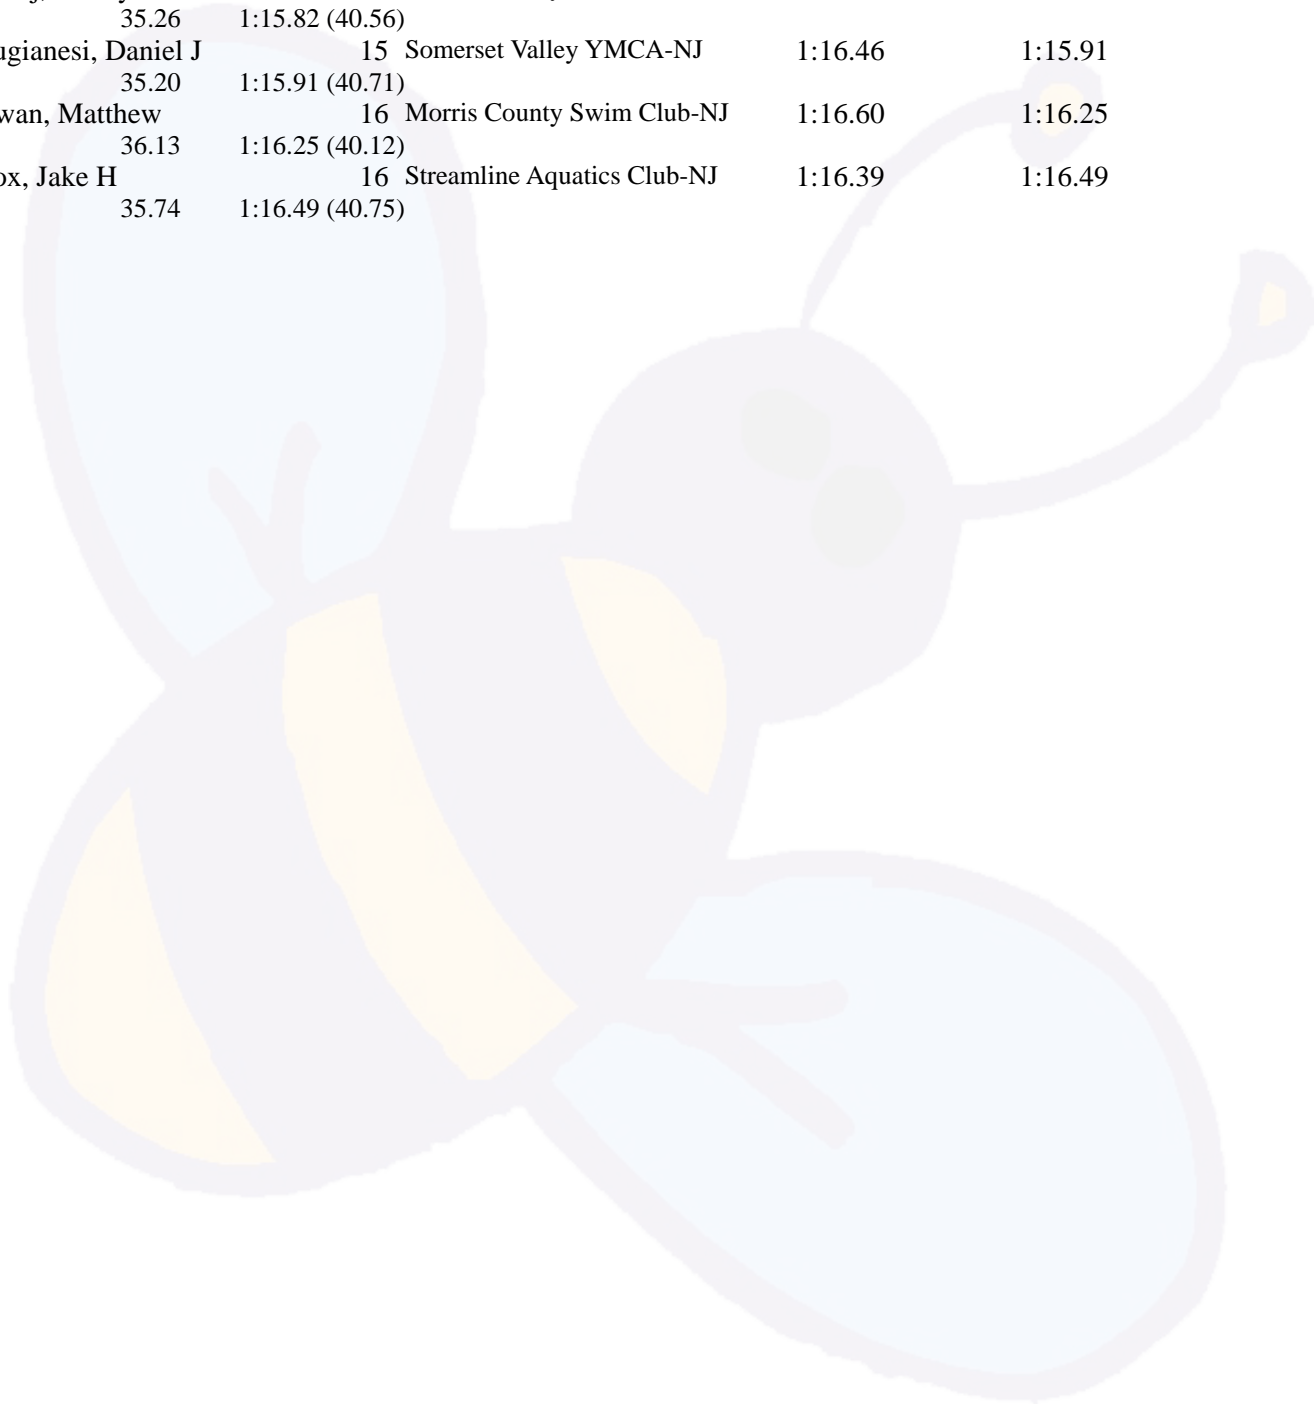 35.26 1:15.82 (40.56)
ugianesi, Daniel J 15 Somerset Valley YMCA-NJ 1:16.46 1:15.91
35.20 1:15.91 (40.71)
wan, Matthew 16 Morris County Swim Club-NJ 1:16.60 1:16.25
36.13 1:16.25 (40.12)
ox, Jake H 16 Streamline Aquatics Club-NJ 1:16.39 1:16.49
35.74 1:16.49 (40.75)